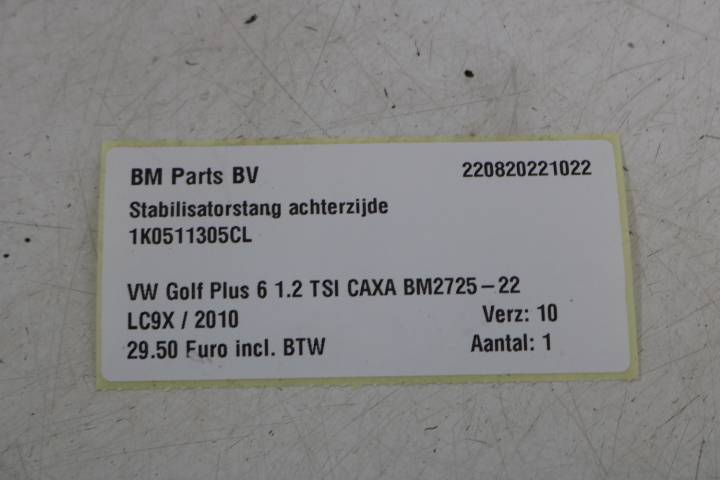 BM Parts BV 220820221022
Stabilisatorstang achterzijde
1K0511305CL
VW Golf Plus 6 1.2 TSI CAXA BM2725-22
LC9X / 2010 Verz: 10
29.50 Euro incl. BTW Aantal: 1